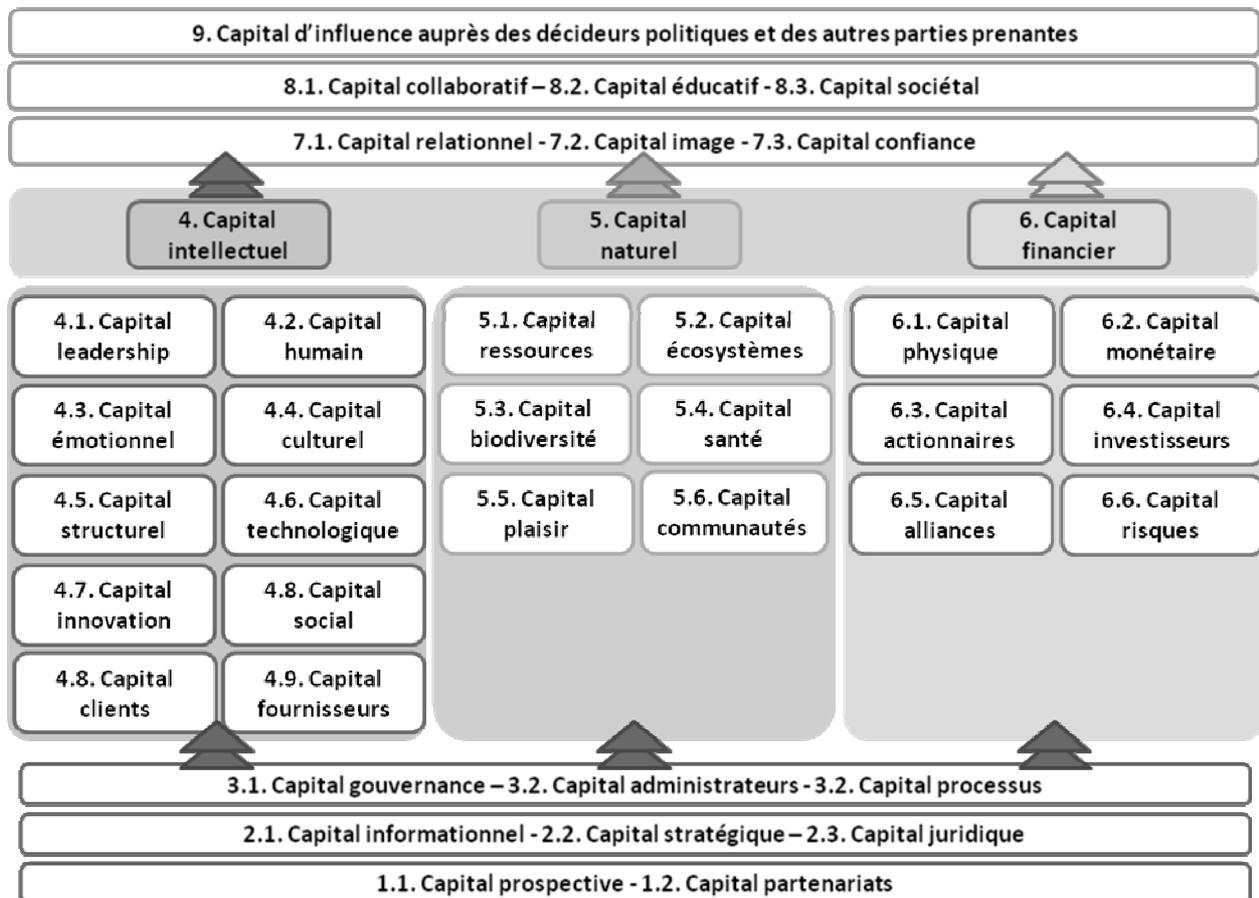 9. Capital d’influence auprès des décideurs politiques et des autres parties prenantes
8.1. Capital collaboratif – 8.2. Capital éducatif - 8.3. Capital sociétal
7.1. Capital relationnel - 7.2. Capital image - 7.3. Capital confiance
4. Capital
intellectuel
5. Capital
naturel
6. Capital
financier
4.1. Capital
leadership
4.2. Capital
humain
4.3. Capital
émotionnel
4.4. Capital
culturel
4.5. Capital
structurel
4.6. Capital
technologique
4.7. Capital
innovation
4.8. Capital
social
4.8. Capital
clients
4.9. Capital
fournisseurs
5.1. Capital
ressources
5.2. Capital
écosystèmes
5.3. Capital
biodiversité
5.4. Capital
santé
5.5. Capital
plaisir
5.6. Capital
communautés
6.1. Capital
physique
6.2. Capital
monétaire
6.3. Capital
actionnaires
6.4. Capital
investisseurs
6.5. Capital
alliances
6.6. Capital
risques
3.1. Capital gouvernance – 3.2. Capital administrateurs - 3.2. Capital processus
2.1. Capital informationnel - 2.2. Capital stratégique – 2.3. Capital juridique
1.1. Capital prospective - 1.2. Capital partenariats